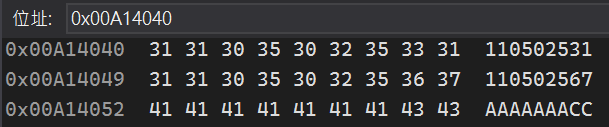 位址: 0x00A14040
0x00A14040 31 31 30 35 30 32 35 33 31 110502531
0x00A14049 31 31 30 35 30 32 35 36 37 110502567
0x00A14052 41 41 41 41 41 41 41 43 43 AAAAAAACC